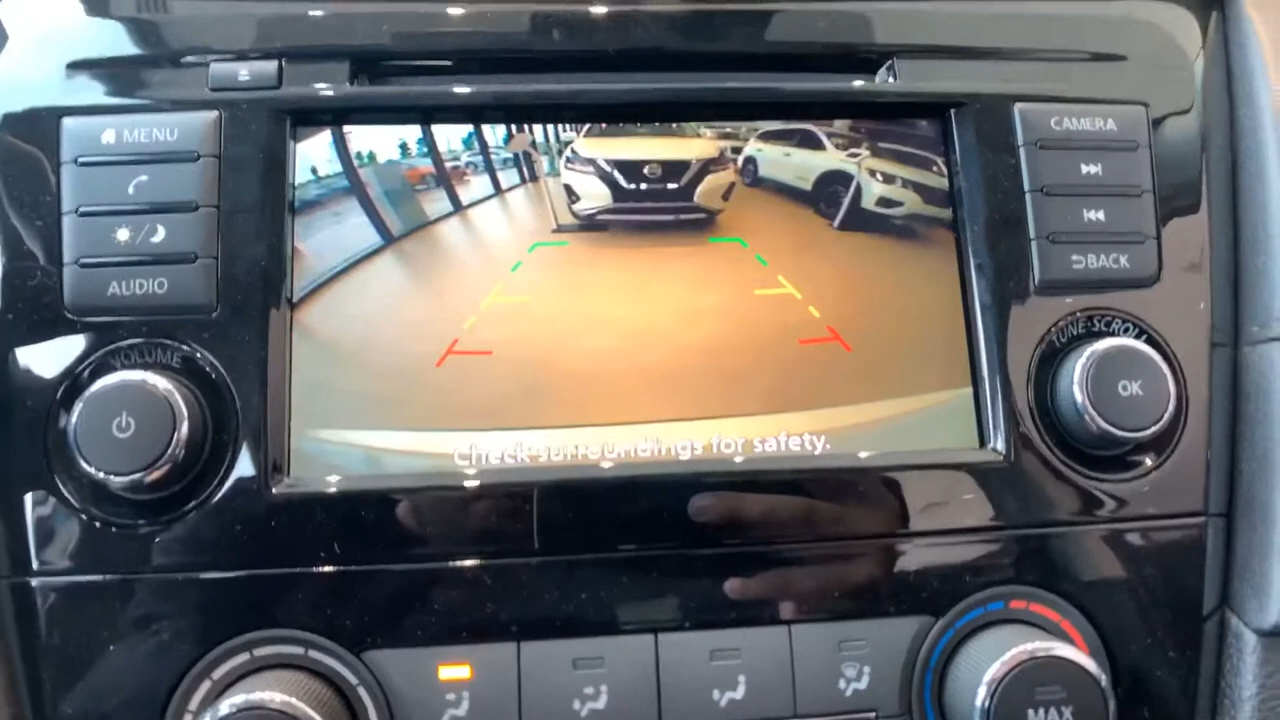 MENU
AUDIO
VOLUME
CAMERA
BACK
TUNE·SCROLL
OK
Check surroundings for safety.
MAX